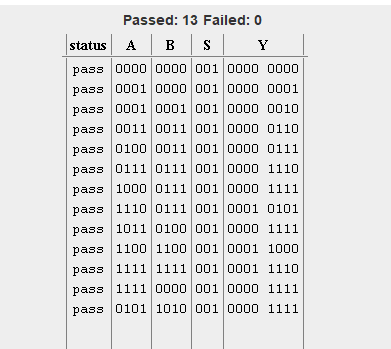 Passed: 13 Failed: 0
status A B S Y
pass 0000 0000 001 0000 0000
pass 0001 0000 001 0000 0001
pass 0001 0001 001 0000 0010
pass 0011 0011 001 0000 0110
pass 0100 0011 001 0000 0111
pass 0111 0111 001 0000 1110
pass 1000 0111 001 0000 1111
pass 1110 0111 001 0001 0101
pass 1011 0100 001 0000 1111
pass 1100 1100 001 0001 1000
pass 1111 1111 001 0001 1110
pass 1111 0000 001 0000 1111
pass 0101 1010 001 0000 1111